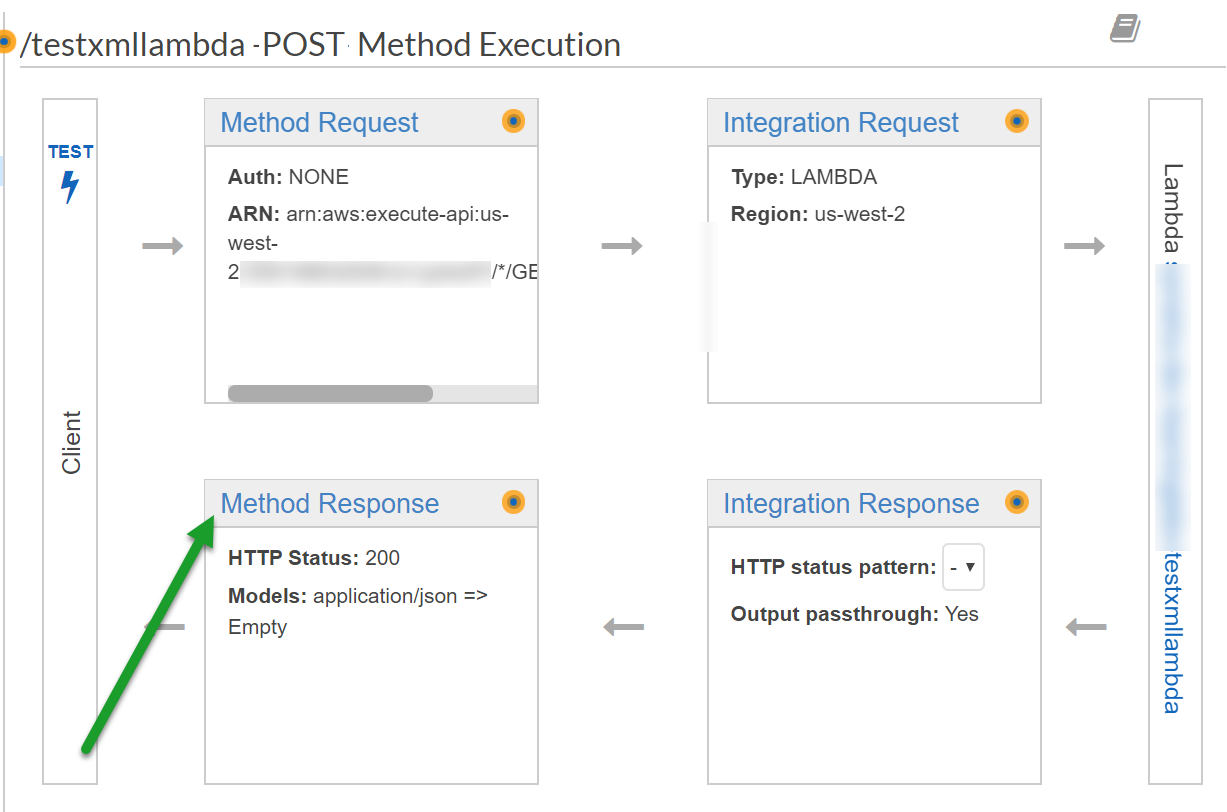 /testxmllambda - POST - Method Execution
TEST
Client
Method Request
Auth: NONE
ARN: arn:aws:execute-api:us-
west-
2
/*/GE
Integration Request
Type: LAMBDA
Region: us-west-2
Method Response
HTTP Status: 200
Models: application/json =>
Empty
Integration Response
HTTP status pattern: -
Output passthrough: Yes
Lambda
testxmllambda